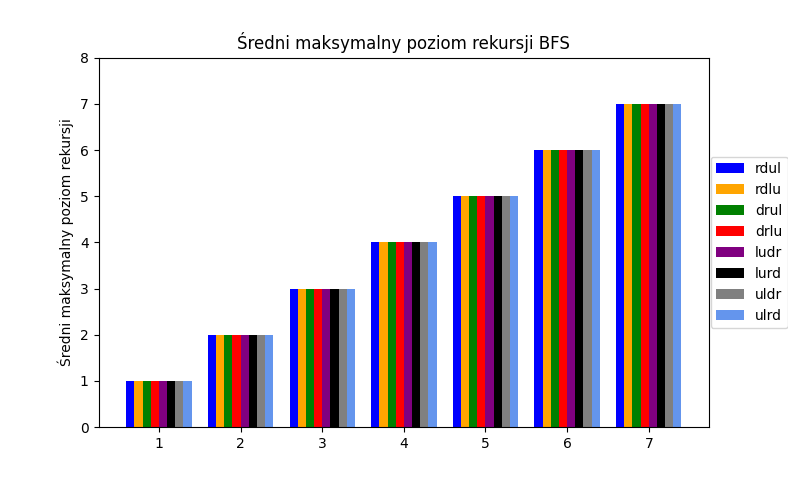 Średni maksymalny poziom rekursji BFS
Średni maksymalny poziom rekursji
8
7
6
5
4
3
2
1
0
1 2 3 4 5 6 7
rdul
rdlu
drul
drlu
ludr
lurd
uldr
ulrd